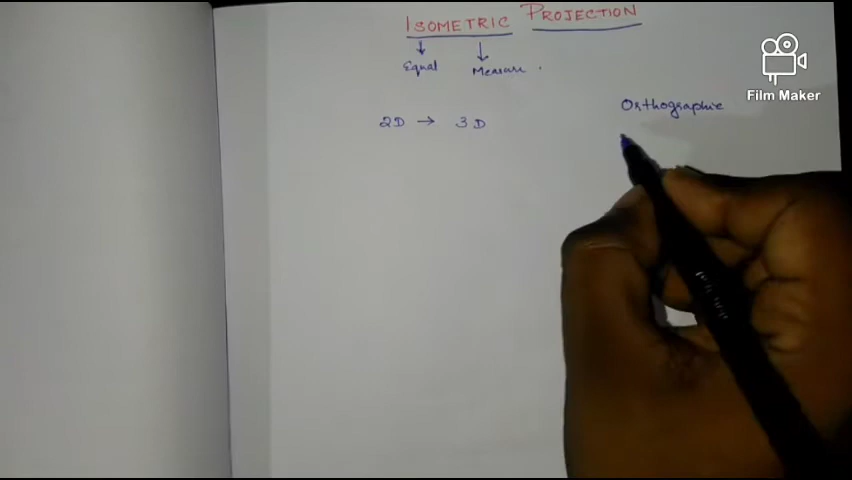 ISOMETRIC PROJECTION
Equal Measure.
2D → 3D
Orthographic
Film Maker